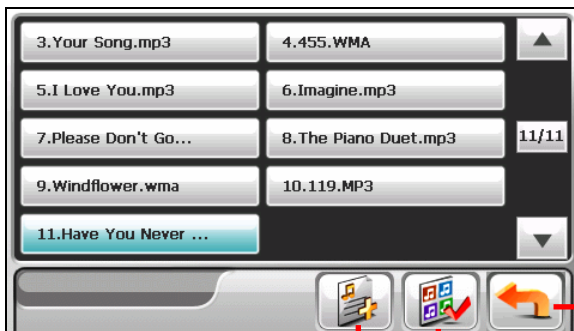 3.Your Song.mp3
4.455.WMA
5.I Love You.mp3
6.Imagine.mp3
7.Please Don't Go...
8.The Piano Duet.mp3
11/11
9.Windflower.wma
10.119.MP3
11.Have You Never ...